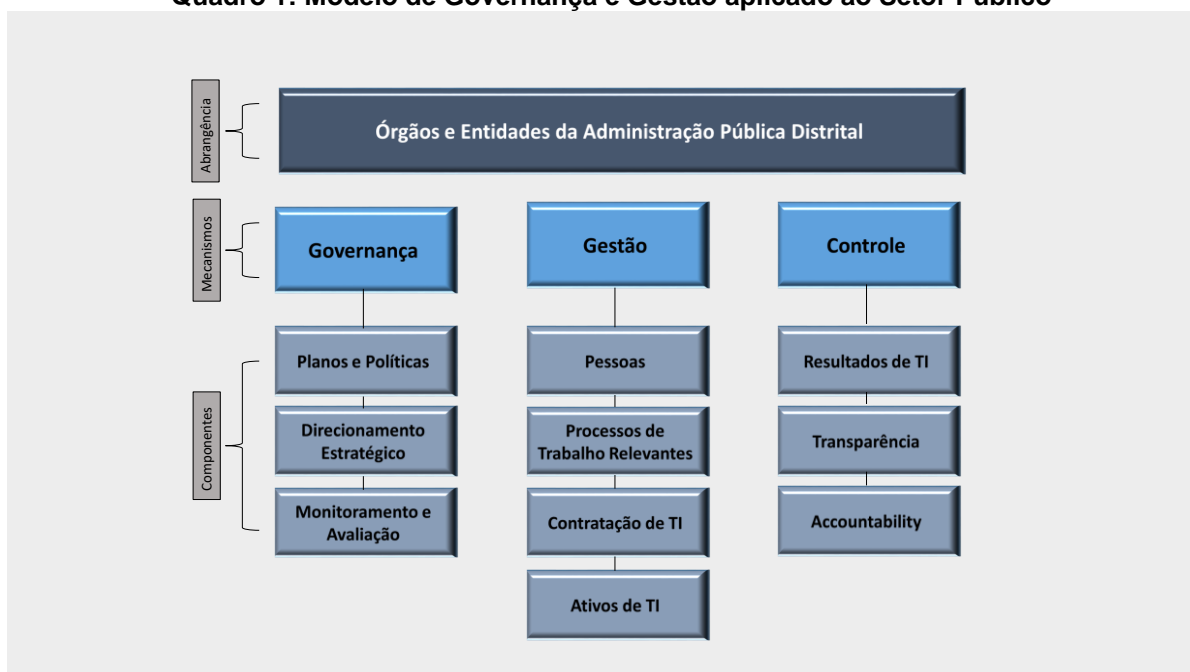 Quadro 1: Modelo de Governança e Gestão aplicado ao Setor Público
Abrangência
Órgãos e Entidades da Administração Pública Distrital
Mecanismos
Governança
Gestão
Controle
Componentes
Planos e Políticas
Direcionamento
Estratégico
Monitoramento e
Avaliação
Pessoas
Processos de
Trabalho Relevantes
Contratação de TI
Ativos de TI
Resultados de TI
Transparência
Accountability